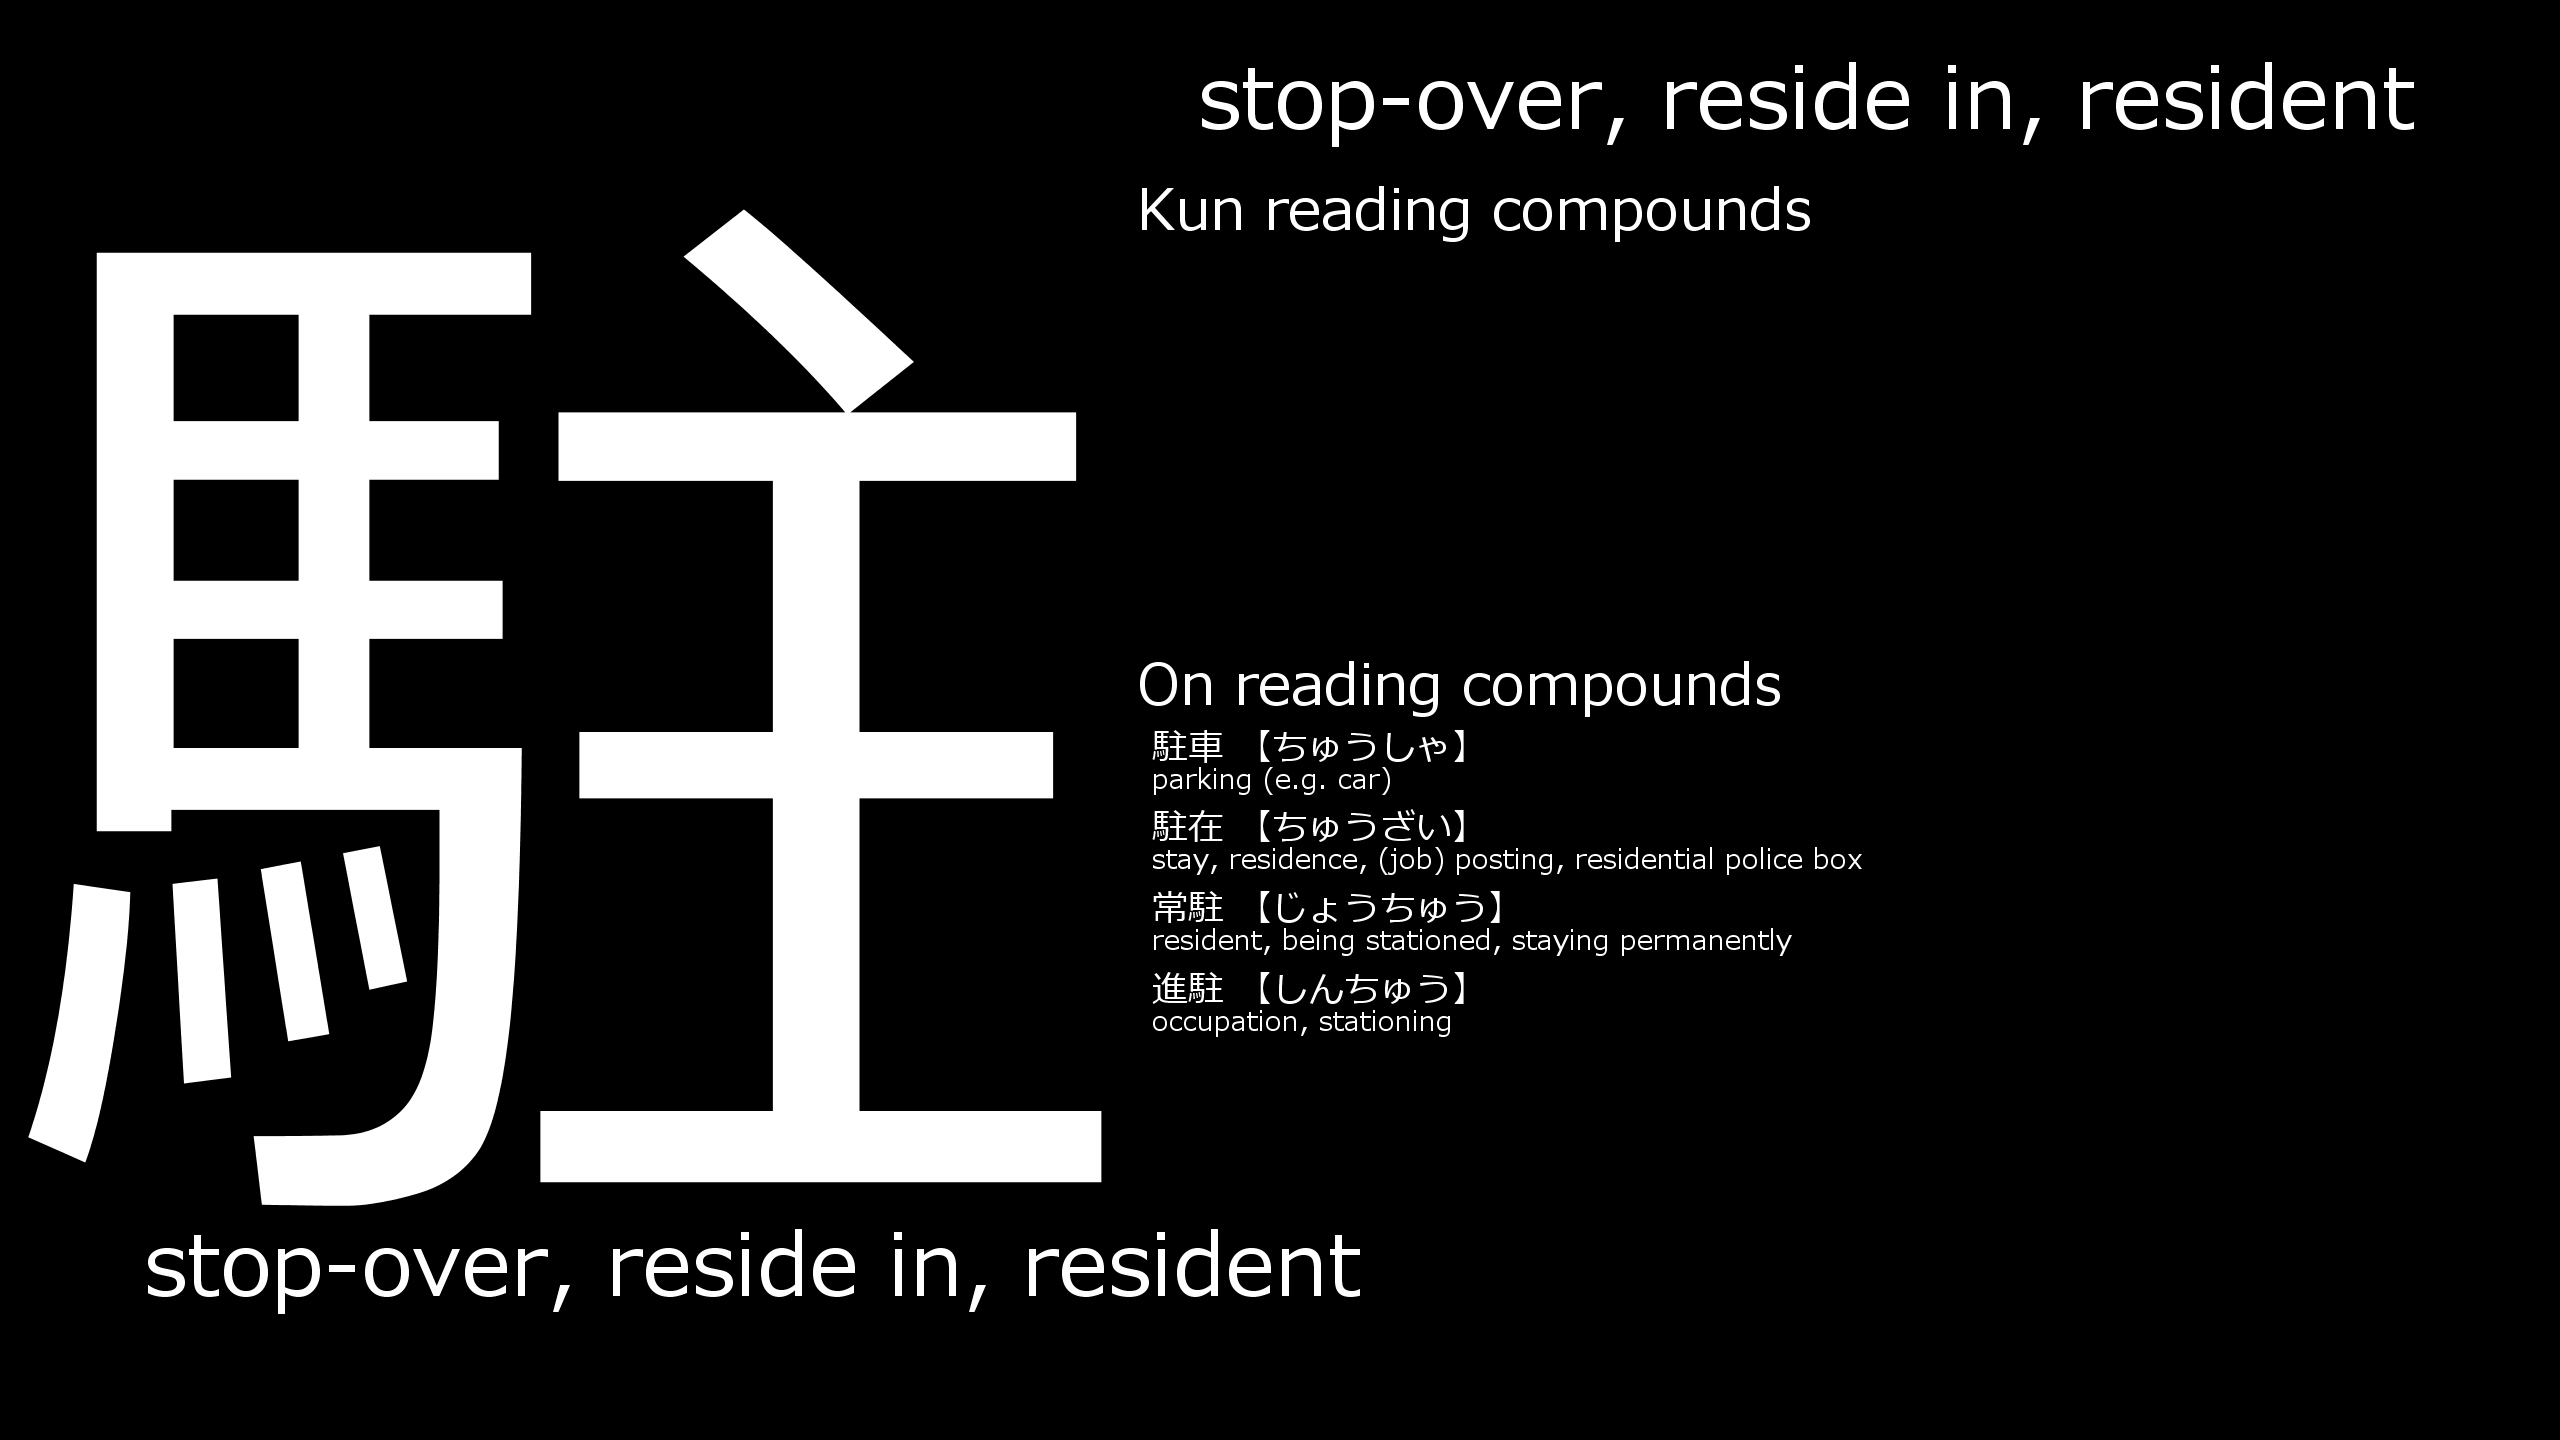 駐
stop-over, reside in, resident
Kun reading compounds
On reading compounds
駐車 【ちゅうしゃ】
parking (e.g. car)
駐在 【ちゅうざい】
stay, residence, (job) posting, residential police box
常駐 【じょうちゅう】
resident, being stationed, staying permanently
進駐 【しんちゅう】
occupation, stationing
stop-over, reside in, resident